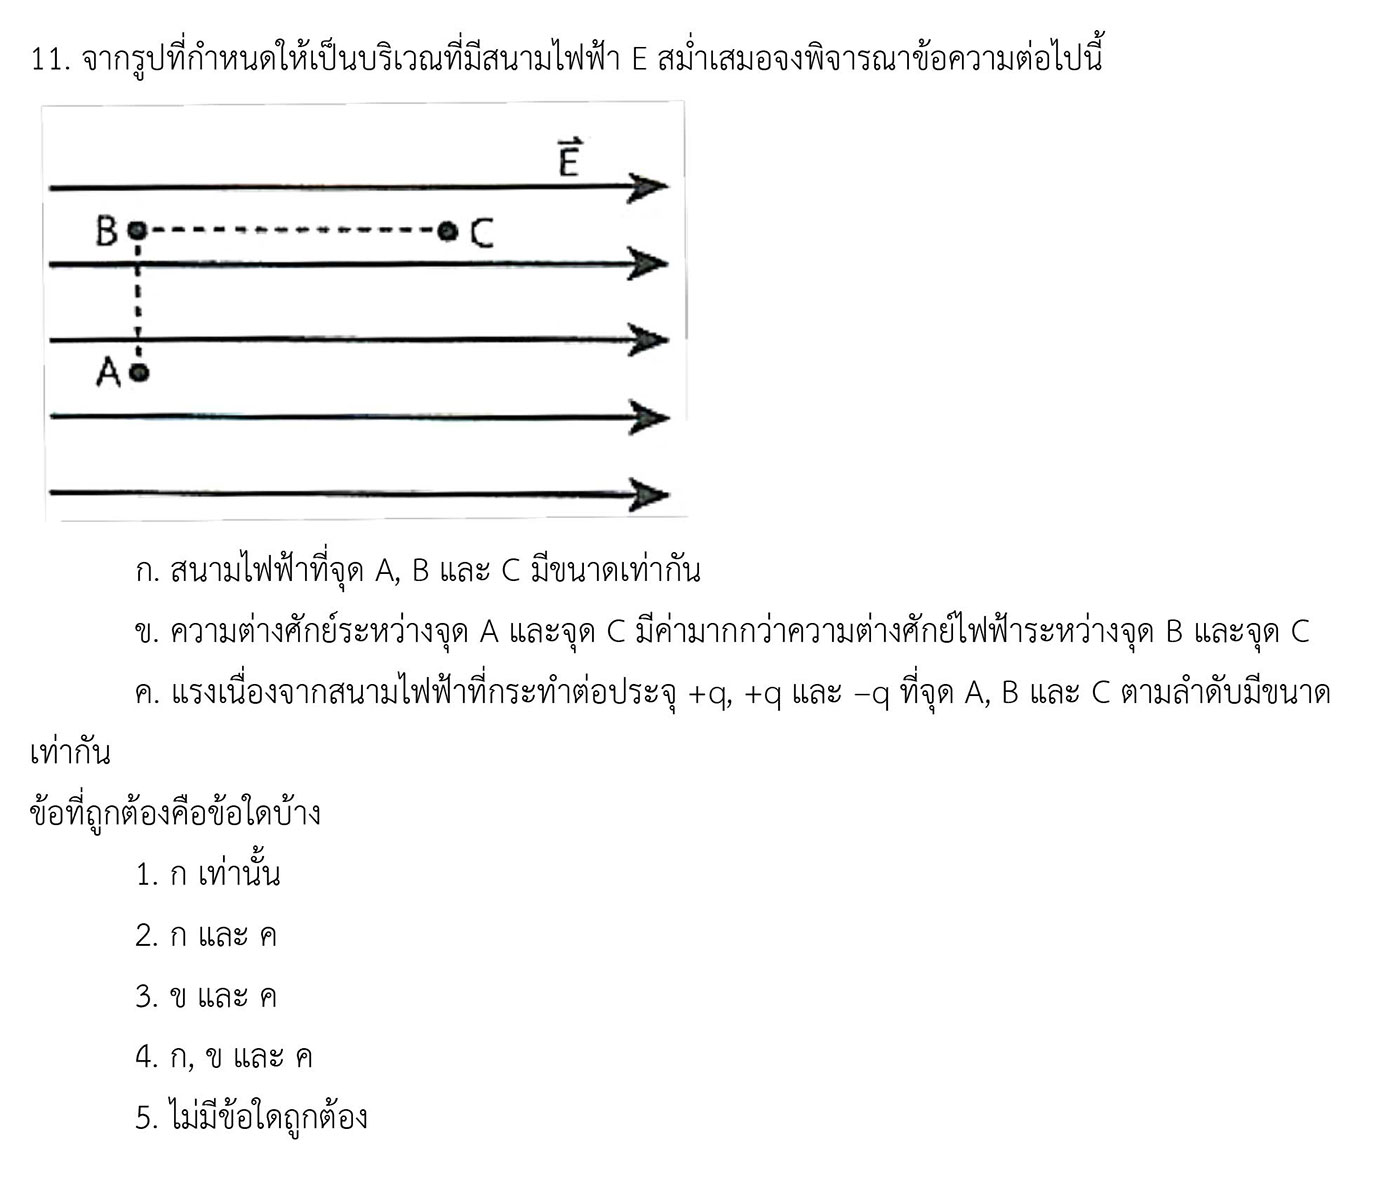 11. จากรูปที่กำหนดให้เป็นบริเวณที่มีสนามไฟฟ้า E สม่ำเสมอจงพิจารณาข้อความต่อไปนี้
E
B
C
A
ก. สนามไฟฟ้าที่จุด A, B และ C มีขนาดเท่ากัน
ข. ความต่างศักย์ระหว่างจุด A และจุด C มีค่ามากกว่าความต่างศักย์ไฟฟ้าระหว่างจุด B และจุด C
ค. แรงเนื่องจากสนามไฟฟ้าที่กระทำต่อประจุ +q, +q และ –q ที่จุด A, B และ C ตามลำดับมีขนาด
เท่ากัน
ข้อที่ถูกต้องคือข้อใดบ้าง
1. ก เท่านั้น
2. ก และ ค
3. ข และ ค
4. ก, ข และ ค
5. ไม่มีข้อใดถูกต้อง